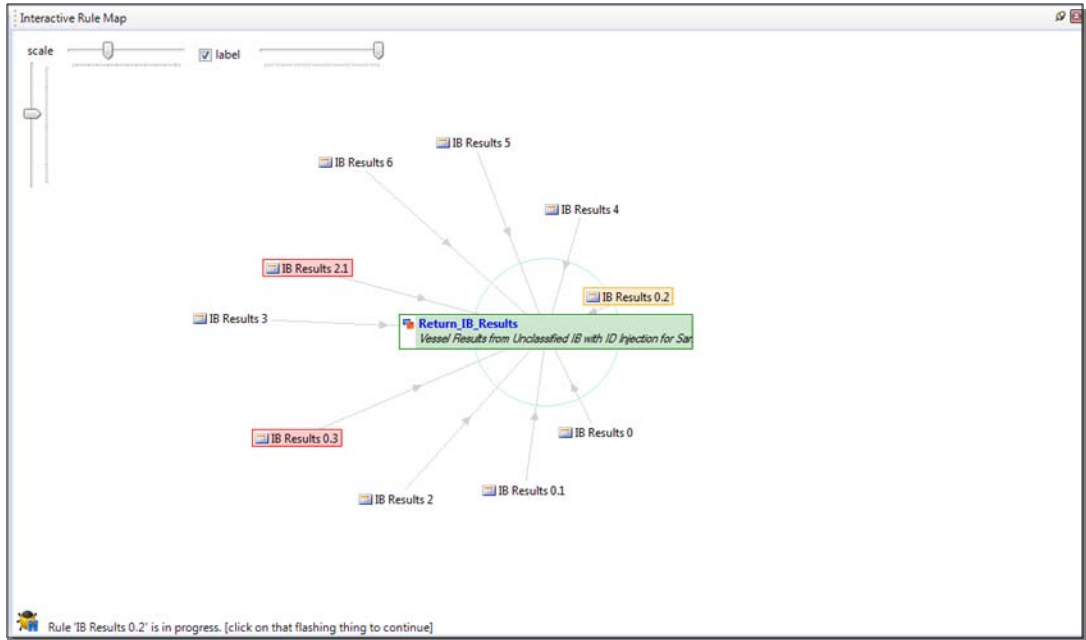 Interactive Rule Map
scale
label
IB Results 5
IB Results 6
IB Results 4
IB Results 2.1
IB Results 0.2
IB Results 3
Return_IB_Results
Vessel Results from Unclassified IB with ID Injection for Sar
IB Results 0
IB Results 0.3
IB Results 0.1
IB Results 2
Rule 'IB Results 0.2' is in progress. [click on that flashing thing to continue]